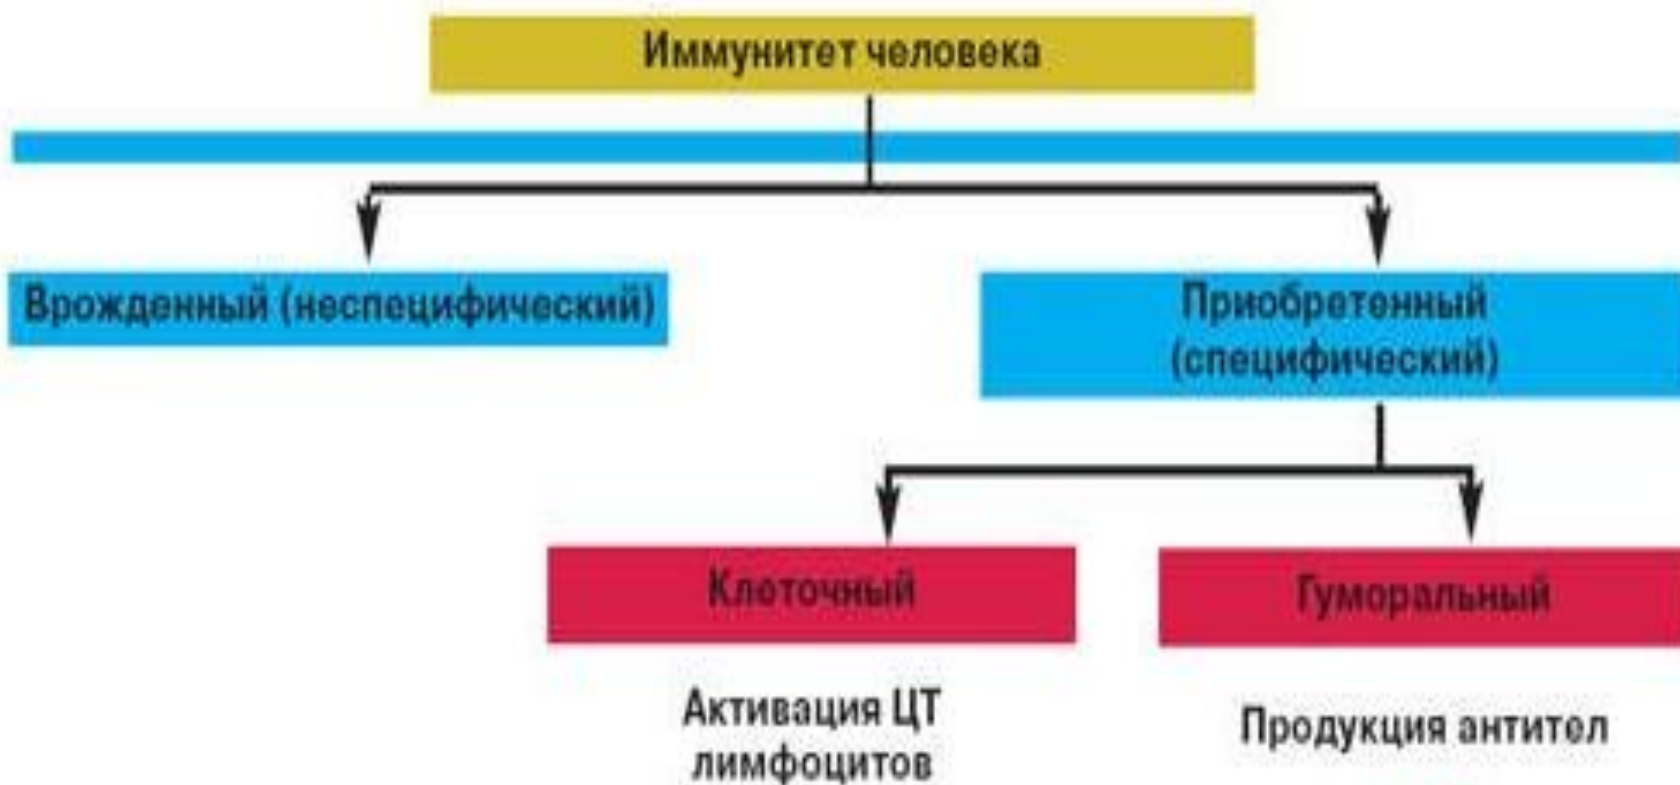 Иммунитет человека
Врожденный (неспецифический)
Приобретенный
(специфический)
Клеточный
Гуморальный
Активация ЦТ
лимфоцитов
Продукция антител